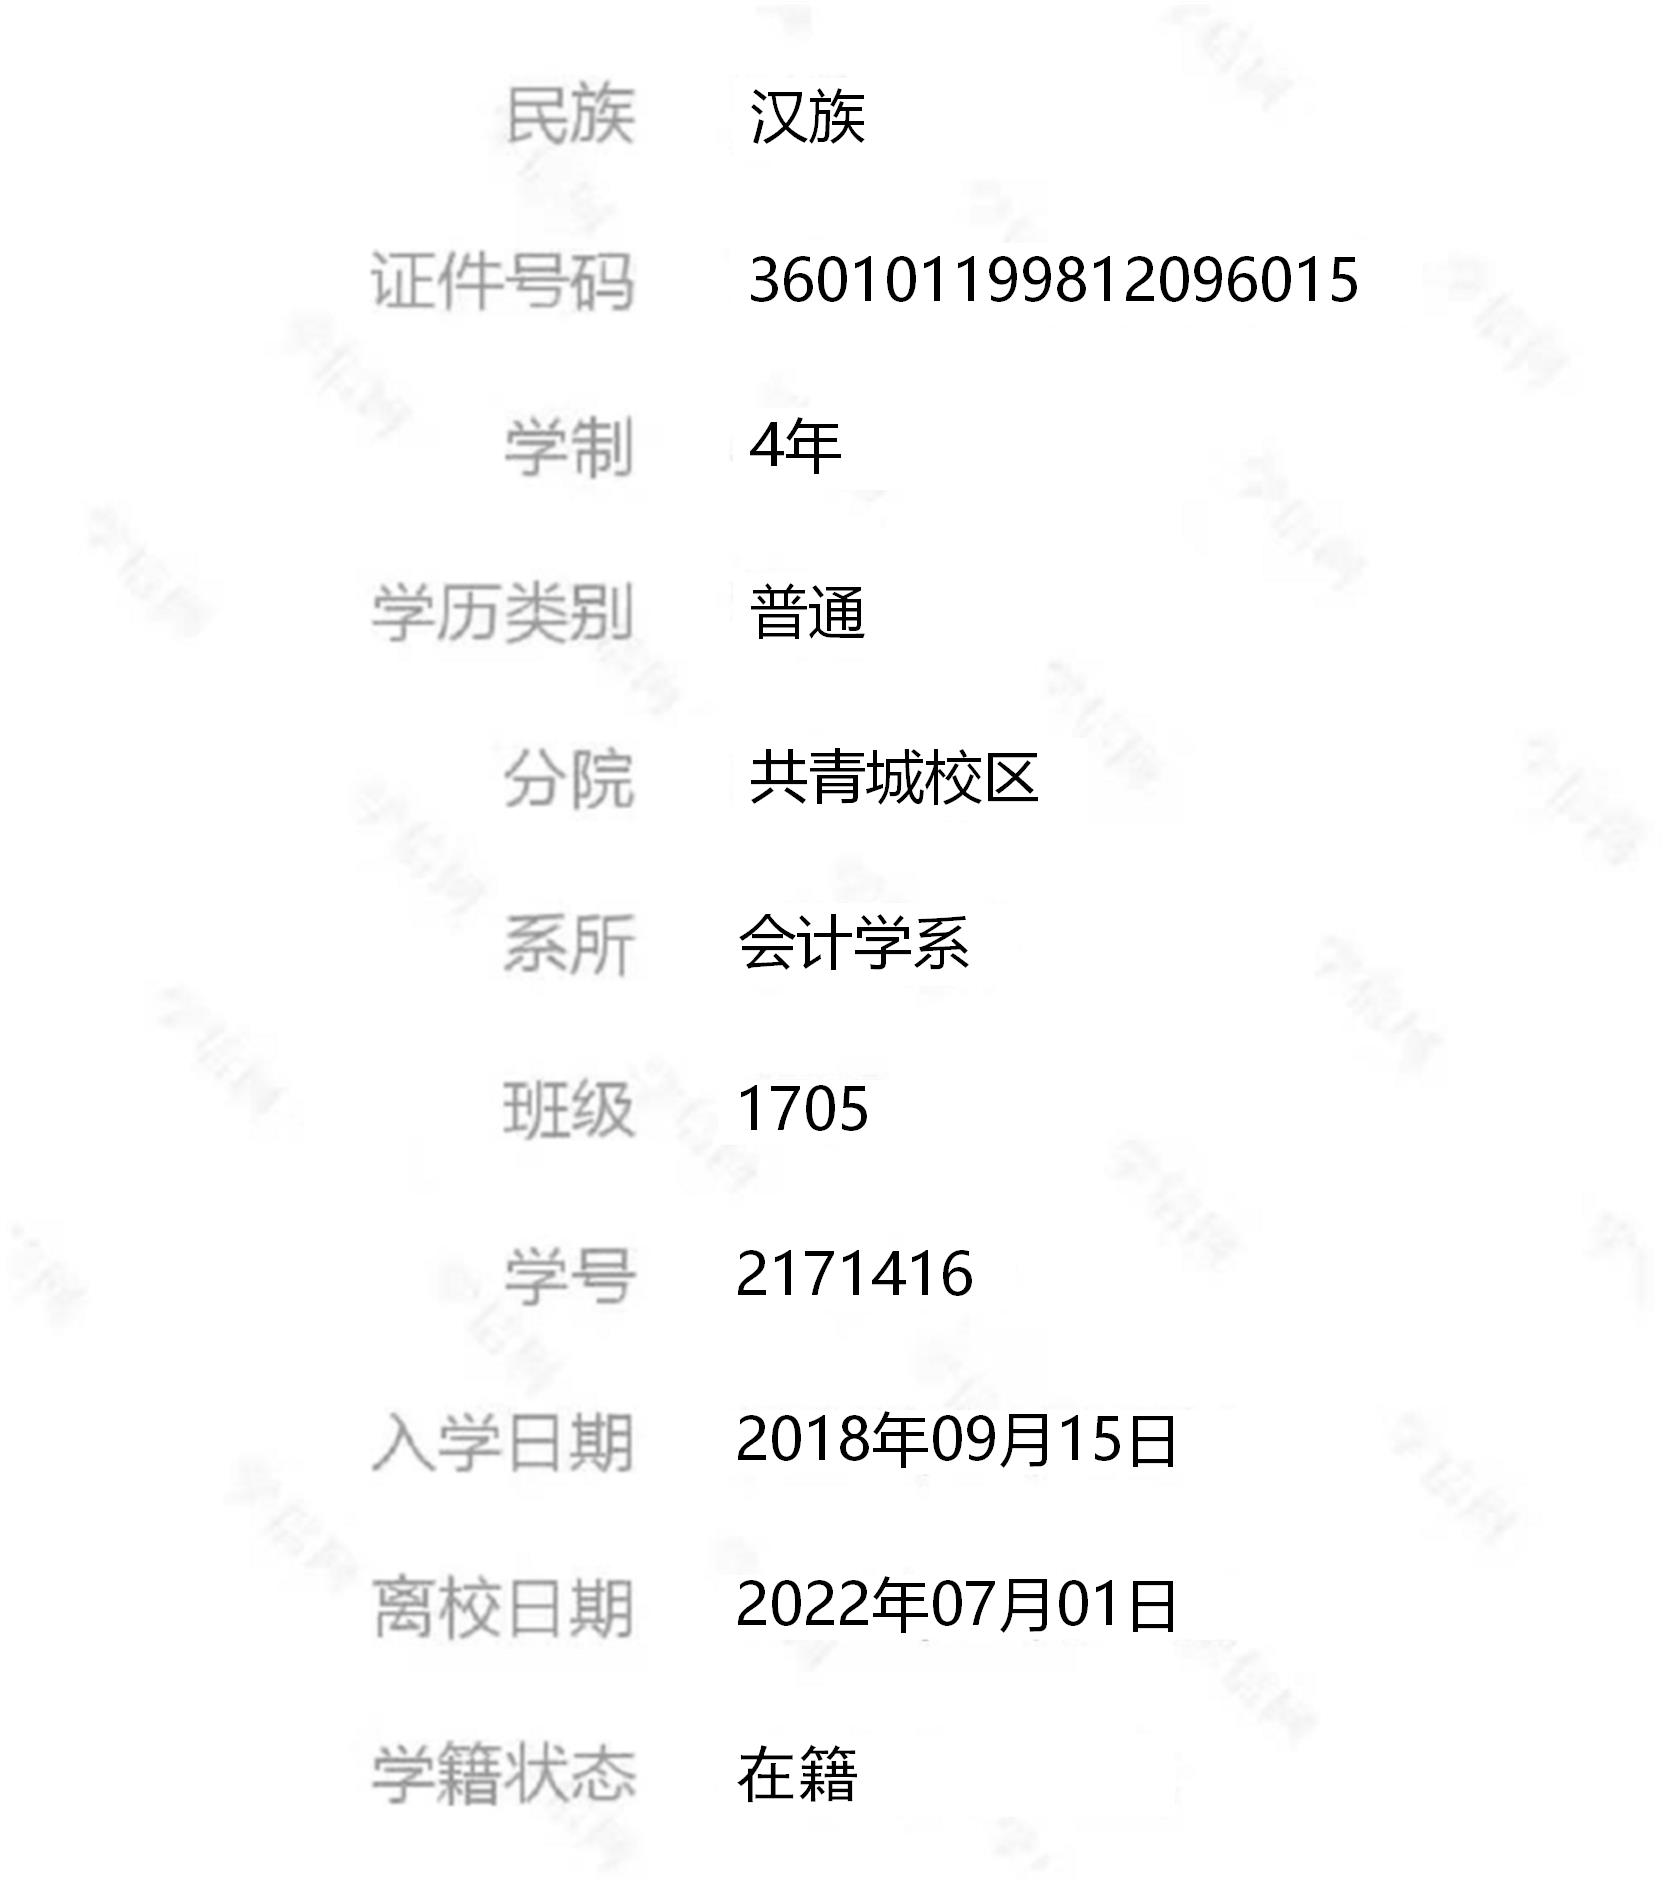 民族 汉族
证件号码 360101199812096015
学制 4年
学历类别 普通
分院 共青城校区
系所 会计学系
班级 1705
学号 2171416
入学日期 2018年09月15日
离校日期 2022年07月01日
学籍状态 在籍
学信网